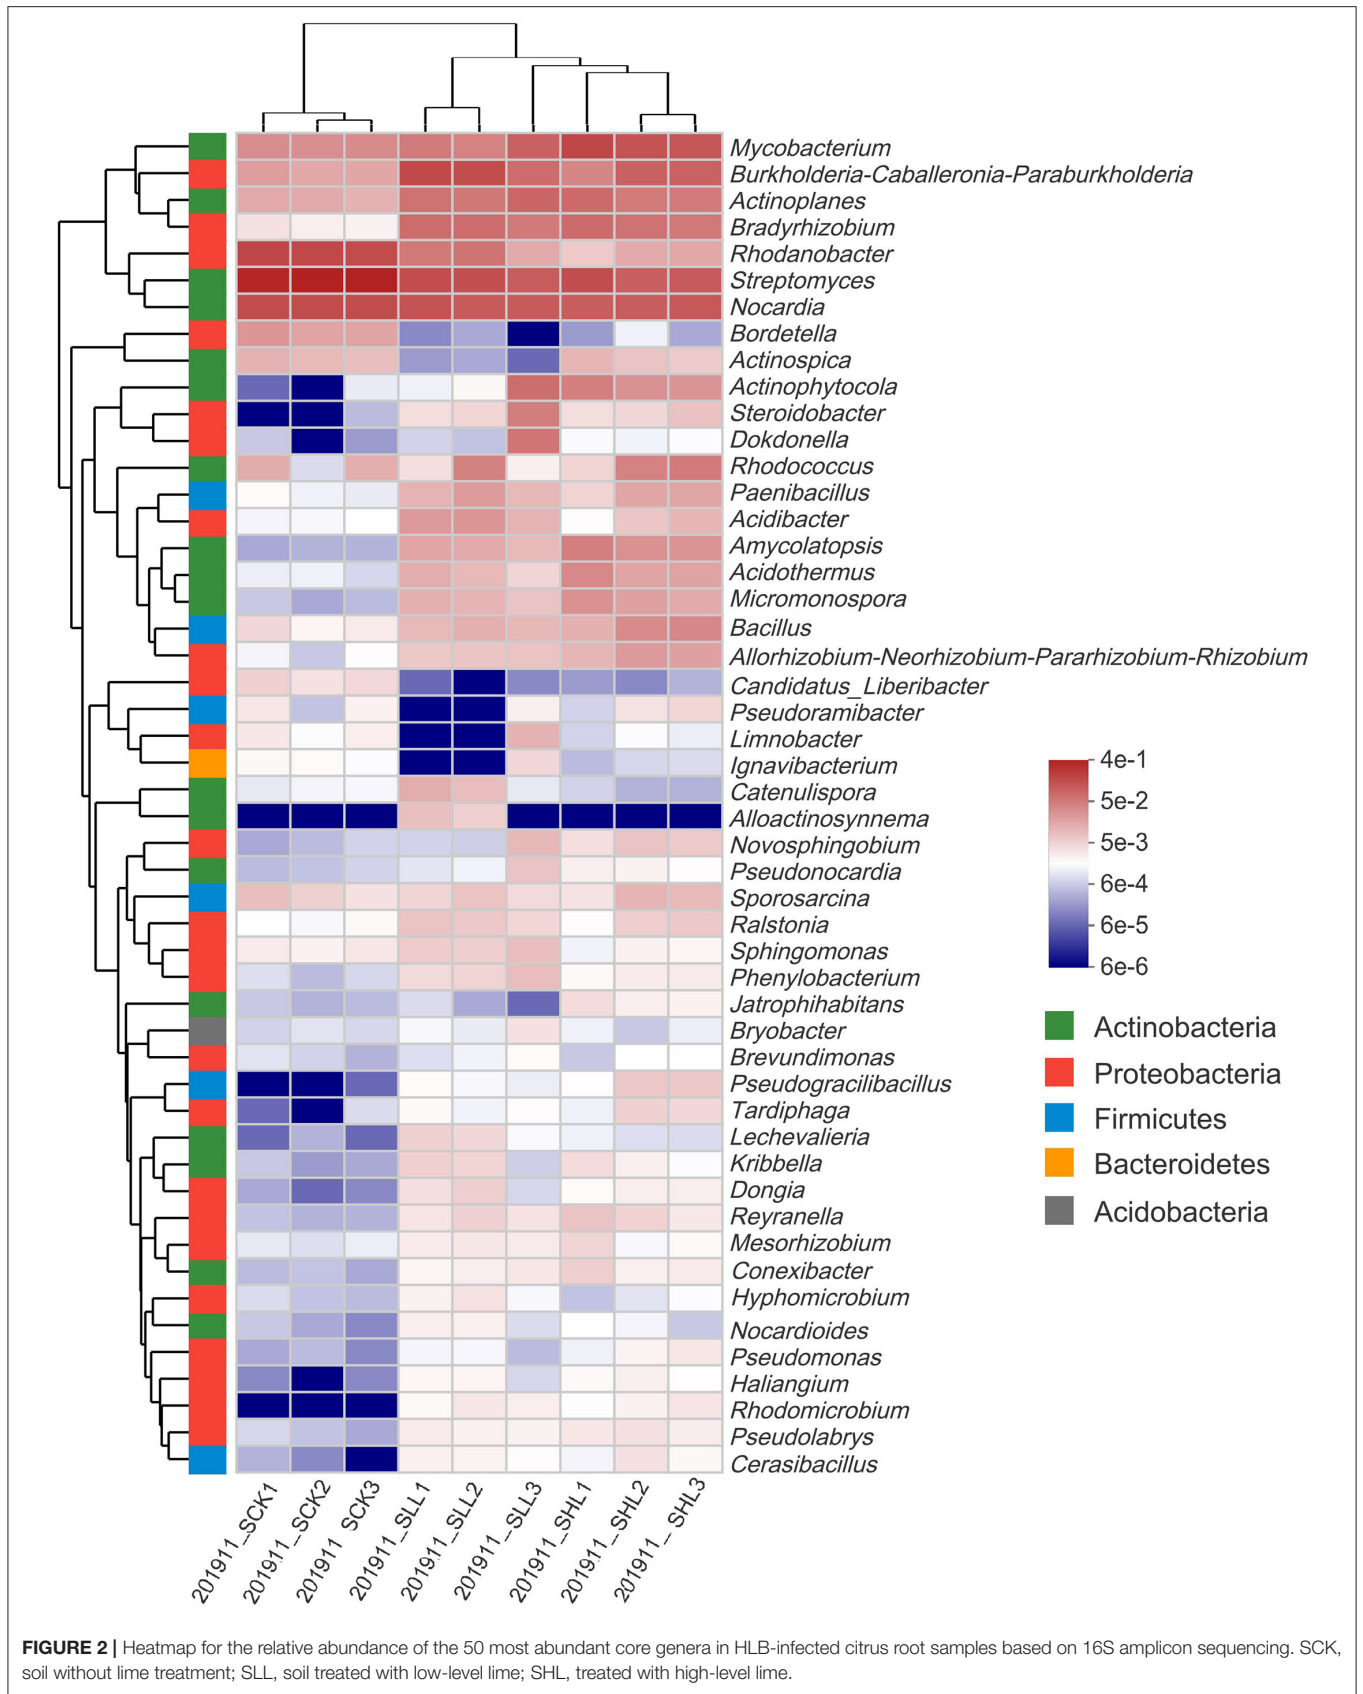 Mycobacterium
Burkholderia-Caballeronia-Paraburkholderia
Actinoplanes
Bradyrhizobium
Rhodanobacter
Streptomyces
Nocardia
Bordetella
Actinospica
Actinophytocola
Steroidobacter
Dokdonella
Rhodococcus
Paenibacillus
Acidibacter
Amycolatopsis
Acidothermus
Micromonospora
Bacillus
Allorhizobium-Neorhizobium-Pararhizobium-Rhizobium
Candidatus_Liberibacter
Pseudoramibacter
Limnobacter
Ignavibacterium
Catenulispora
Alloactinosynnema
Novosphingobium
Pseudonocardia
Sporosarcina
Ralstonia
Sphingomonas
Phenylobacterium
Jatrophihabitans
Bryobacter
Brevundimonas
Pseudogracilibacillus
Tardiphaga
Lechevalieria
Kribbella
Dongia
Reyranella
Mesorhizobium
Conexibacter
Hyphomicrobium
Nocardioides
Pseudomonas
Haliangium
Rhodomicrobium
Pseudolabrys
Cerasibacillus
4e-1
5e-2
5e-3
6e-4
6e-5
6e-6
Actinobacteria
Proteobacteria
Firmicutes
Bacteroidetes
Acidobacteria
201911_SCK1
201911_SCK2
201911_SCK3
201911_SLL1
201911_SLL2
201911_SLL3
201911_SHL1
201911_SHL2
201911_SHL3
FIGURE 2 | Heatmap for the relative abundance of the 50 most abundant core genera in HLB-infected citrus root samples based on 16S amplicon sequencing. SCK,
soil without lime treatment; SLL, soil treated with low-level lime; SHL, treated with high-level lime.